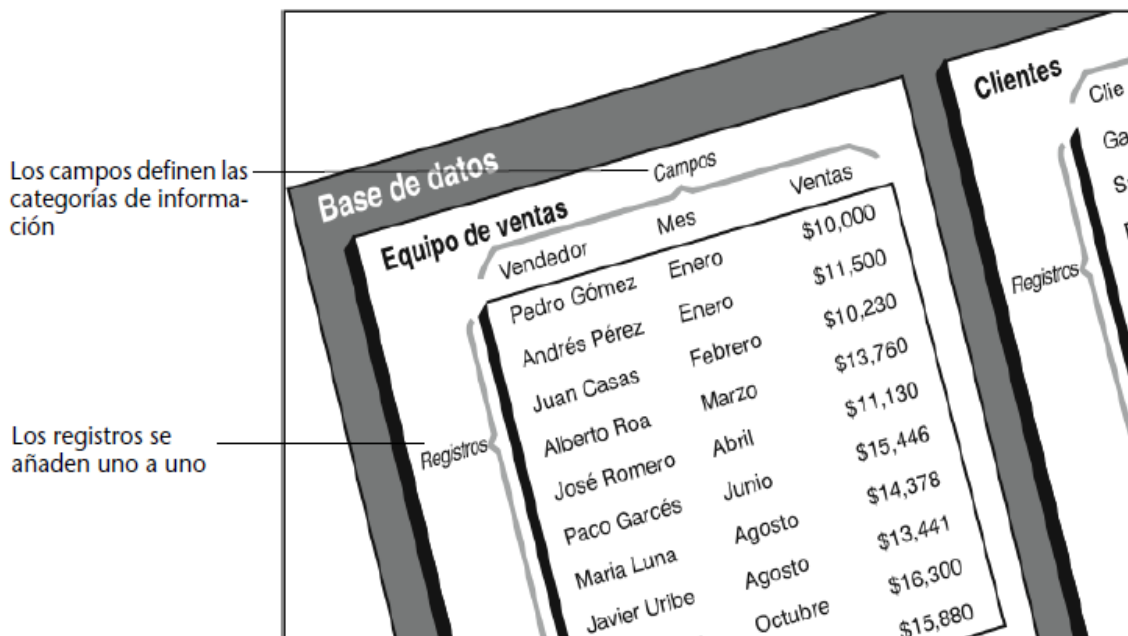 Los campos definen las
categorías de informa-
ción
Los registros se
añaden uno a uno
Base de datos
Equipo de ventas
Campos
Vendedor Mes Ventas
Registros
Pedro Gómez Enero $10,000
Andrés Pérez Enero $11,500
Juan Casas Febrero $10,230
Alberto Roa Marzo $13,760
José Romero Abril $11,130
Paco Garcés Junio $15,446
Maria Luna Agosto $14,378
Javier Uribe Agosto $13,441
Octubre $16,300
$15,880
Clientes
Clie
Ga
Registros